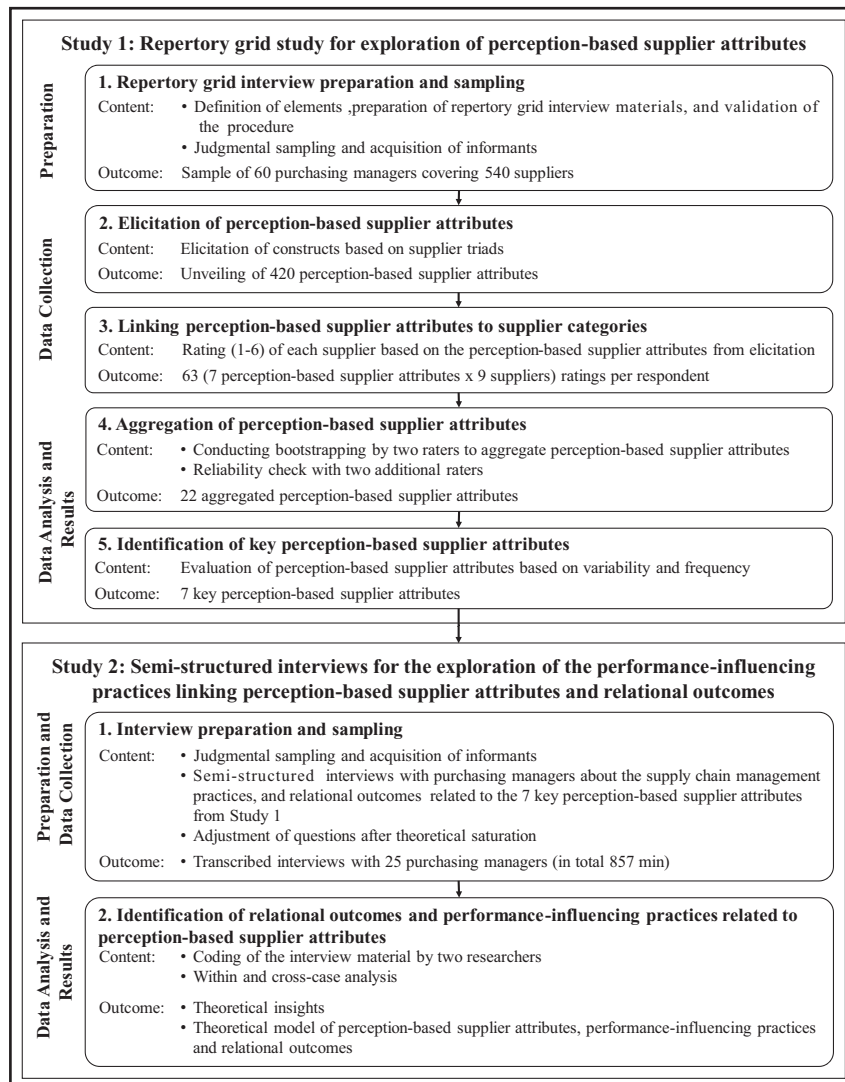 Study 1: Repertory grid study for exploration of perception-based supplier attributes
Preparation
1. Repertory grid interview preparation and sampling
Content: • Definition of elements ,preparation of repertory grid interview materials, and validation of
the procedure
• Judgmental sampling and acquisition of informants
Outcome: Sample of 60 purchasing managers covering 540 suppliers
Data Collection
2. Elicitation of perception-based supplier attributes
Content: Elicitation of constructs based on supplier triads
Outcome: Unveiling of 420 perception-based supplier attributes
3. Linking perception-based supplier attributes to supplier categories
Content: Rating (1-6) of each supplier based on the perception-based supplier attributes from elicitation
Outcome: 63 (7 perception-based supplier attributes x 9 suppliers) ratings per respondent
Data Analysis and
Results
4. Aggregation of perception-based supplier attributes
Content: • Conducting bootstrapping by two raters to aggregate perception-based supplier attributes
• Reliability check with two additional raters
Outcome: 22 aggregated perception-based supplier attributes
5. Identification of key perception-based supplier attributes
Content: Evaluation of perception-based supplier attributes based on variability and frequency
Outcome: 7 key perception-based supplier attributes
Study 2: Semi-structured interviews for the exploration of the performance-influencing
practices linking perception-based supplier attributes and relational outcomes
Preparation and
Data Collection
1. Interview preparation and sampling
Content: • Judgmental sampling and acquisition of informants
• Semi-structured interviews with purchasing managers about the supply chain management
practices, and relational outcomes related to the 7 key perception-based supplier attributes
from Study 1
• Adjustment of questions after theoretical saturation
Outcome: • Transcribed interviews with 25 purchasing managers (in total 857 min)
Data Analysis and
Results
2. Identification of relational outcomes and performance-influencing practices related to
perception-based supplier attributes
Content: • Coding of the interview material by two researchers
• Within and cross-case analysis
Outcome: • Theoretical insights
• Theoretical model of perception-based supplier attributes, performance-influencing practices
and relational outcomes